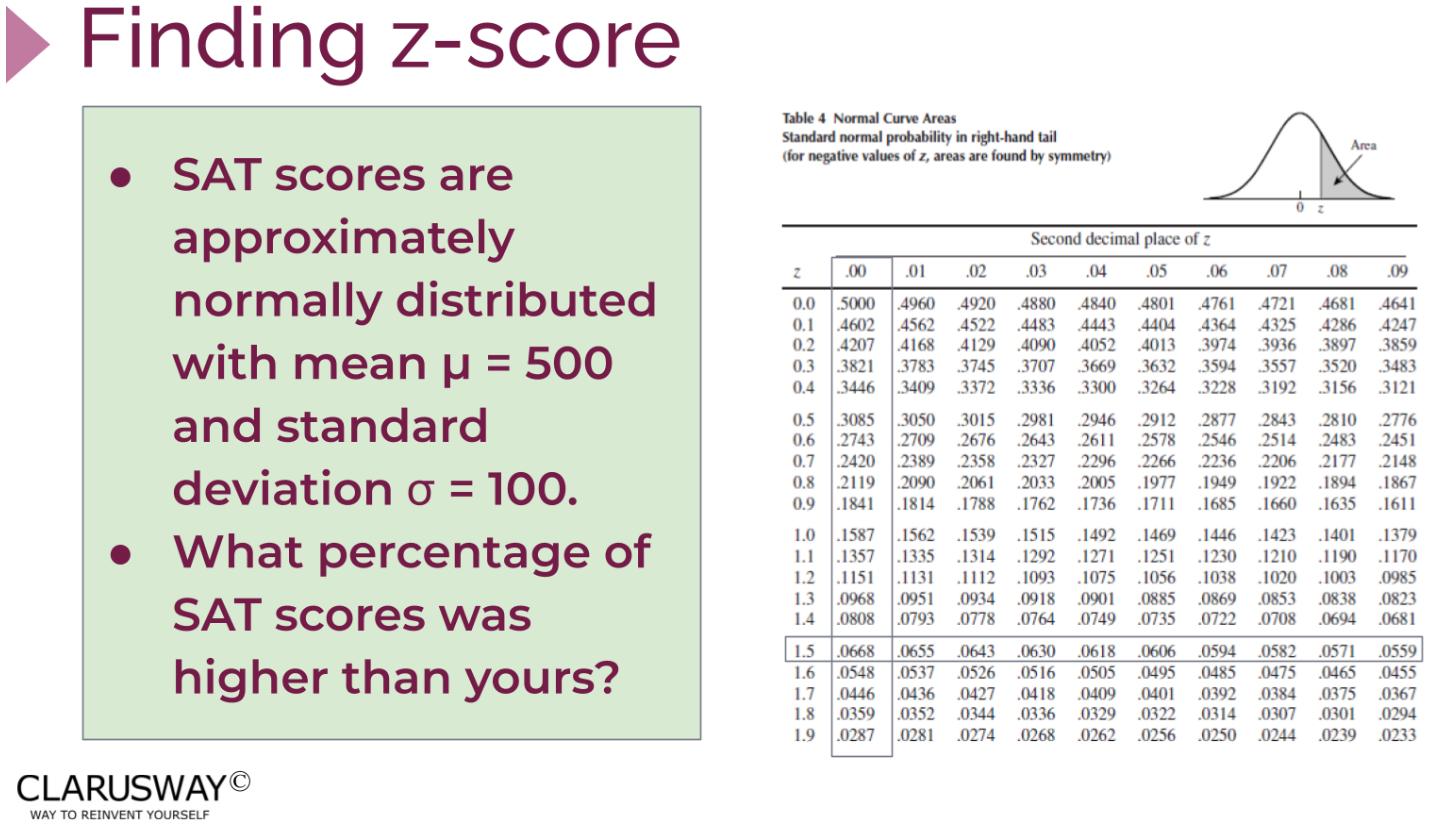 Finding z-score
● SAT scores are
approximately
normally distributed
with mean μ = 500
and standard
deviation σ = 100.
● What percentage of
SAT scores was
higher than yours?
Table 4 Normal Curve Areas
Standard normal probability in right-hand tail
(for negative values of z, areas are found by symmetry)
Area
0 z
Second decimal place of z
z .00 .01 .02 .03 .04 .05 .06 .07 .08 .09
0.0 .5000 .4960 .4920 .4880 .4840 .4801 .4761 .4721 .4681 .4641
0.1 .4602 .4562 .4522 .4483 .4443 .4404 .4364 .4325 .4286 .4247
0.2 .4207 .4168 .4129 .4090 .4052 .4013 .3974 .3936 .3897 .3859
0.3 .3821 .3783 .3745 .3707 .3669 .3632 .3594 .3557 .3520 .3483
0.4 .3446 .3409 .3372 .3336 .3300 .3264 .3228 .3192 .3156 .3121
0.5 .3085 .3050 .3015 .2981 .2946 .2912 .2877 .2843 .2810 .2776
0.6 .2743 .2709 .2676 .2643 .2611 .2578 .2546 .2514 .2483 .2451
0.7 .2420 .2389 .2358 .2327 .2296 .2266 .2236 .2206 .2177 .2148
0.8 .2119 .2090 .2061 .2033 .2005 .1977 .1949 .1922 .1894 .1867
0.9 .1841 .1814 .1788 .1762 .1736 .1711 .1685 .1660 .1635 .1611
1.0 .1587 .1562 .1539 .1515 .1492 .1469 .1446 .1423 .1401 .1379
1.1 .1357 .1335 .1314 .1292 .1271 .1251 .1230 .1210 .1190 .1170
1.2 .1151 .1131 .1112 .1093 .1075 .1056 .1038 .1020 .1003 .0985
1.3 .0968 .0951 .0934 .0918 .0901 .0885 .0869 .0853 .0838 .0823
1.4 .0808 .0793 .0778 .0764 .0749 .0735 .0722 .0708 .0694 .0681
1.5 .0668 .0655 .0643 .0630 .0618 .0606 .0594 .0582 .0571 .0559
1.6 .0548 .0537 .0526 .0516 .0505 .0495 .0485 .0475 .0465 .0455
1.7 .0446 .0436 .0427 .0418 .0409 .0401 .0392 .0384 .0375 .0367
1.8 .0359 .0352 .0344 .0336 .0329 .0322 .0314 .0307 .0301 .0294
1.9 .0287 .0281 .0274 .0268 .0262 .0256 .0250 .0244 .0239 .0233
CLARUSWAY©
WAY TO REINVENT YOURSELF